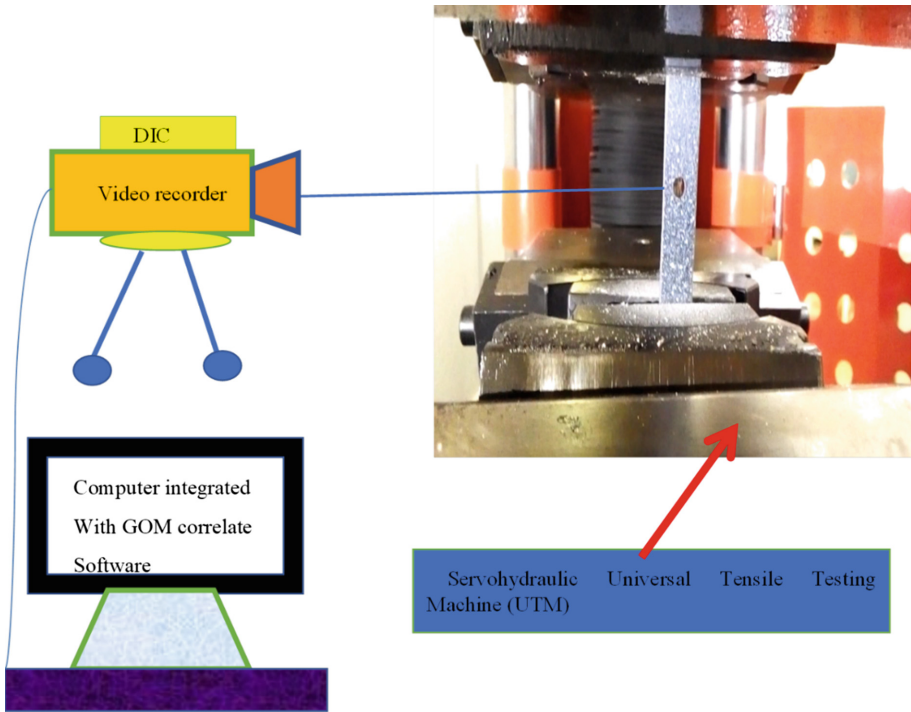 DIC
Video recorder
Computer integrated
With GOM correlate
Software
Servohydraulic Universal Tensile Testing
Machine (UTM)